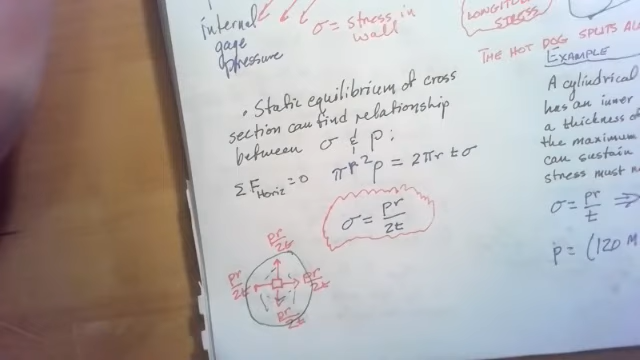 internal
gage
pressure
σ = stress in
wall
LONGITU
STRESS
THE HOT DOG SPLITS AL
• Static equilibrium of cross
section can find relationship
between σ & p:
ΣF_Horiz = 0 πr²p = 2πr t σ
σ = pr/2t
pr/2t
pr/2t
pr/2t
pr/2t
EXAMPLE
A cylindrical
has an inner
a thickness of
the maximum
can sustain
stress must n
σ = pr/t ⇒
p = (120 M